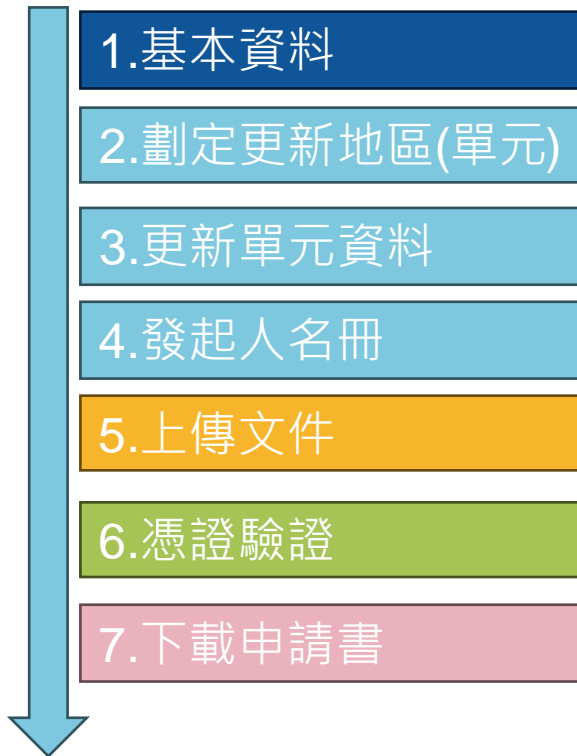 1.基本資料
2.劃定更新地區(單元)
3.更新單元資料
4.發起人名冊
5.上傳文件
6.憑證驗證
7.下載申請書